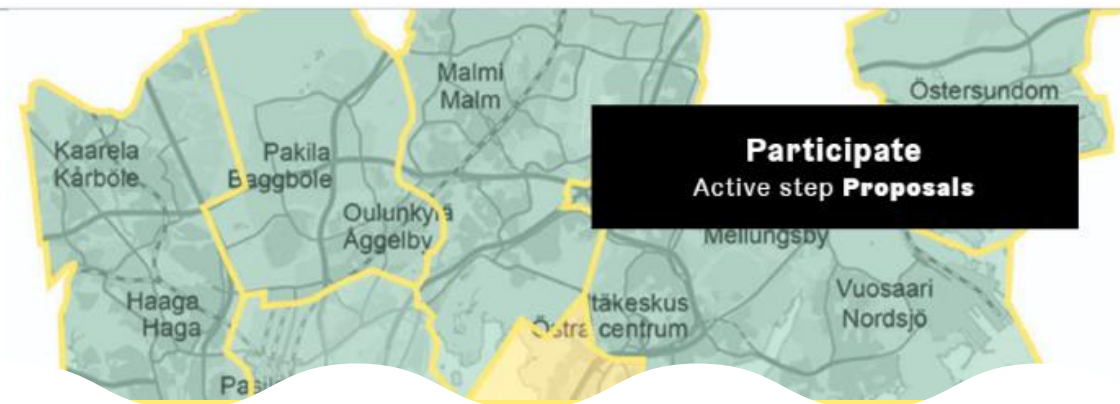 Malmi
Malm
Östersundom
Kaarela
Kårböle
Pakila
Baggböle
Participate
Active step Proposals
Oulunkylä
Åggelby
Mellungsby
Haaga
Haga
täkeskus
Östra centrum
Vuosaari
Nordsjö